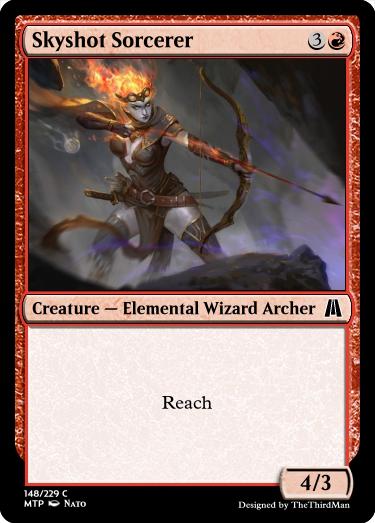 Skyshot Sorcerer 3
Creature — Elemental Wizard Archer
Reach
4/3
148/229 C
MTP NATO
Designed by TheThirdMan